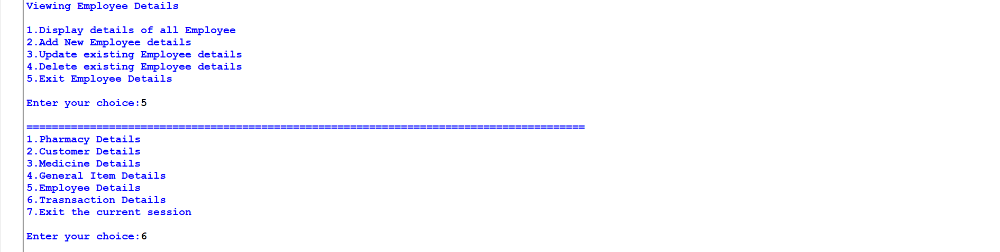 Viewing Employee Details
1.Display details of all Employee
2.Add New Employee details
3.Update existing Employee details
4.Delete existing Employee details
5.Exit Employee Details
Enter your choice:5
========================================================================================
1.Pharmacy Details
2.Customer Details
3.Medicine Details
4.General Item Details
5.Employee Details
6.Trasnsaction Details
7.Exit the current session
Enter your choice:6